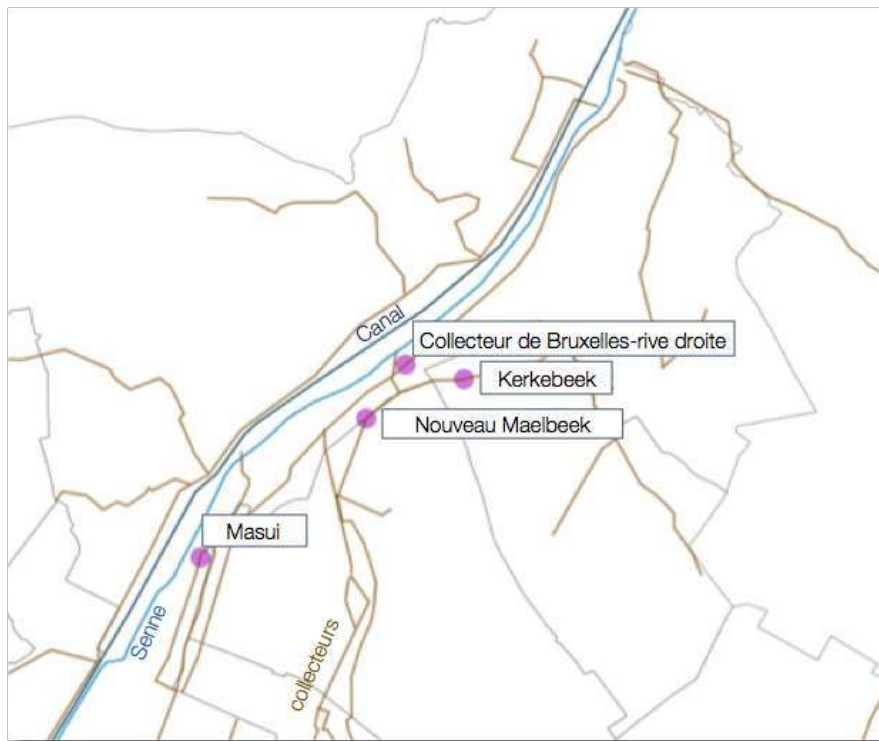 Canal
Collecteur de Bruxelles-rive droite
Kerkebeek
Nouveau Maelbeek
Masui
Senne
collecteurs